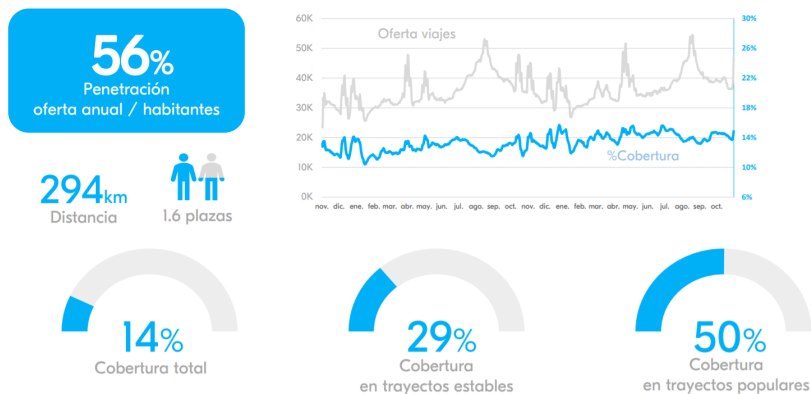 56%
Penetración
oferta anual / habitantes
294km
Distancia
1.6 plazas
60K
50K
40K
30K
20K
10K
0K
Oferta viajes
%Cobertura
30%
26%
22%
18%
14%
10%
6%
nov. dic. ene. feb. mar. abr. may. jun. jul. ago. sep. oct. nov. dic. ene. feb. mar. abr. may. jun. jul. ago. sep. oct.
14%
Cobertura total
29%
Cobertura
en trayectos estables
50%
Cobertura
en trayectos populares